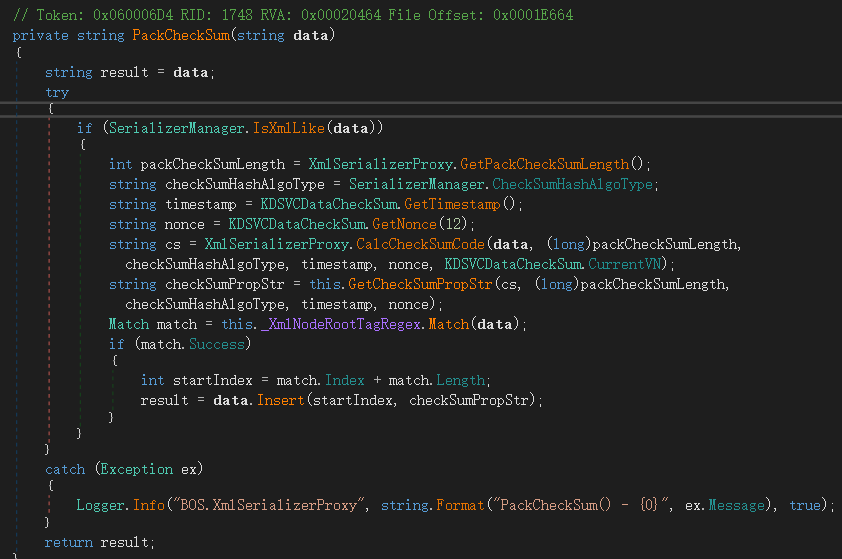 // Token: 0x060006D4 RID: 1748 RVA: 0x00020464 File Offset: 0x0001E664
private string PackCheckSum(string data)
{
string result = data;
try
{
if (SerializerManager.IsXmlLike(data))
{
int packCheckSumLength = XmlSerializerProxy.GetPackCheckSumLength();
string checkSumHashAlgoType = SerializerManager.CheckSumHashAlgoType;
string timestamp = KDSVCDataCheckSum.GetTimestamp();
string nonce = KDSVCDataCheckSum.GetNonce(12);
string cs = XmlSerializerProxy.CalcCheckSumCode(data, (long)packCheckSumLength,
checkSumHashAlgoType, timestamp, nonce, KDSVCDataCheckSum.CurrentVN);
string checkSumPropStr = this.GetCheckSumPropStr(cs, (long)packCheckSumLength,
checkSumHashAlgoType, timestamp, nonce);
Match match = this._XmlNodeRootTagRegex.Match(data);
if (match.Success)
{
int startIndex = match.Index + match.Length;
result = data.Insert(startIndex, checkSumPropStr);
}
}
}
catch (Exception ex)
{
Logger.Info("BOS.XmlSerializerProxy", string.Format("PackCheckSum() - {0}", ex.Message), true);
}
return result;
}